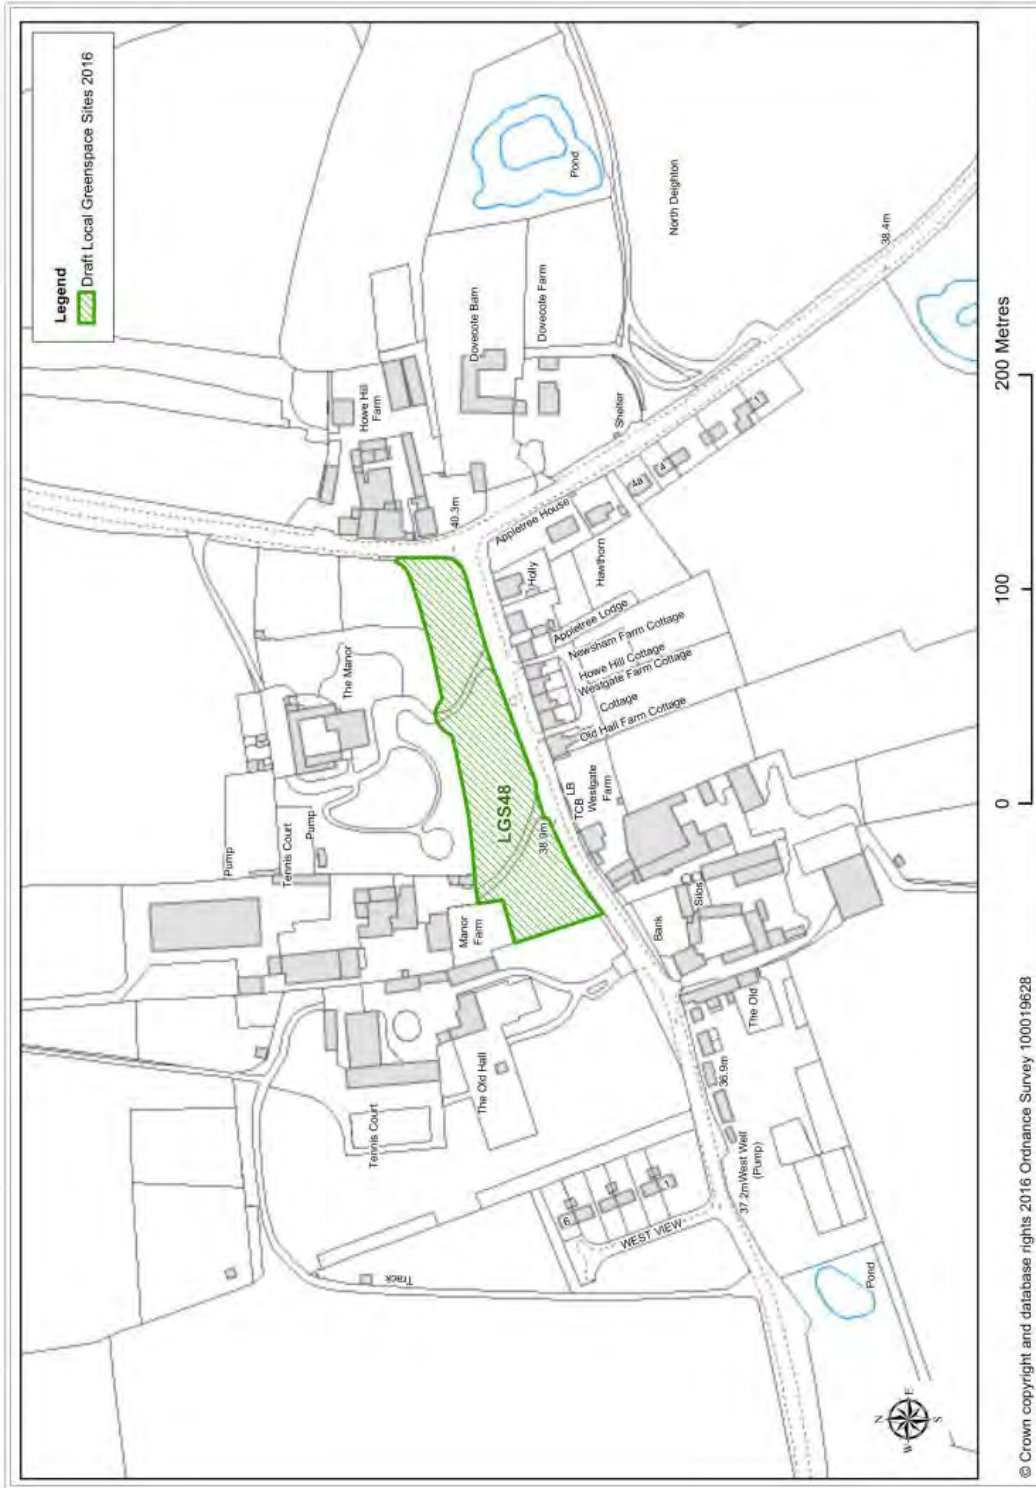 Legend
Draft Local Greenspace Sites 2016
Pond
North Deighton
38.4m
Dovecote Barn
Dovecote Farm
Howe Hill
Farm
Shelter
1
4
4a
40.3m
Appletree House
Hawthorn
Holly
Appletree Lodge
Newsham Farm Cottage
Howe Hill Cottage
Westgate Farm Cottage
Cottage
Old Hall Farm Cottage
The Manor
LGS48
38.9m
TCB
LB
Westgate
Farm
Pump
Tennis Court
Pump
Manor
Farm
Silos
Bank
The Old
The Old Hall
Tennis Court
36.9m
37.2m
West Well
(Pump)
6
1
WEST VIEW
Track
Pond
N
E
S
W
0
100
200 Metres
© Crown copyright and database rights 2016 Ordnance Survey 100019628